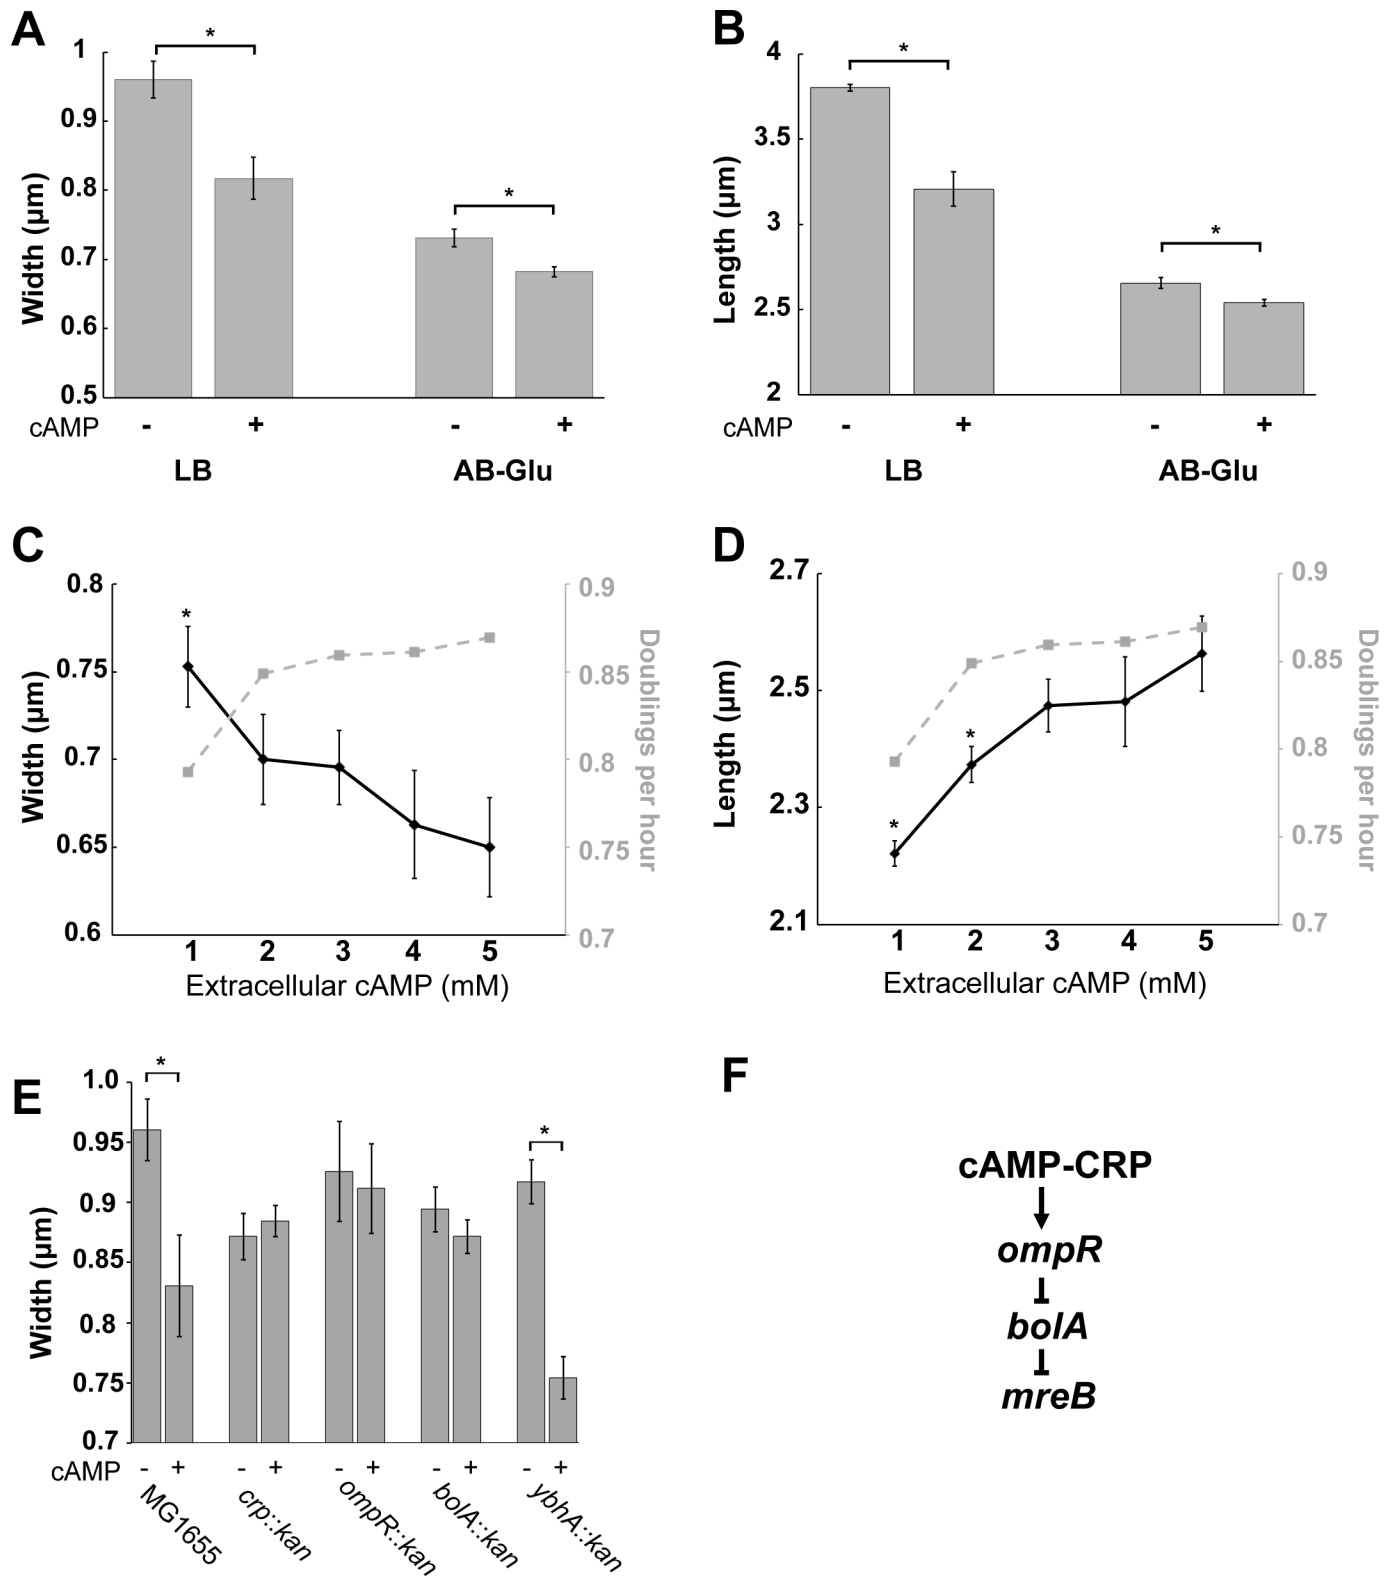 A
1
0.9
0.8
0.7
0.6
0.5
Width (µm)
*
*
cAMP - + - +
LB AB-Glu
B
4
3.5
3
2.5
2
Length (µm)
*
*
cAMP - + - +
LB AB-Glu
C
0.8
0.75
0.7
0.65
0.6
Width (µm)
*
0.9
0.85
0.8
0.75
0.7
Doublings per hour
1 2 3 4 5
Extracellular cAMP (mM)
D
2.7
2.5
2.3
2.1
Length (µm)
*
*
0.9
0.85
0.8
0.75
0.7
Doublings per hour
1 2 3 4 5
Extracellular cAMP (mM)
E
1.0
0.95
0.9
0.85
0.8
0.75
0.7
Width (µm)
*
*
cAMP - + - + - + - + - +
MG1655
crp::kan
ompR::kan
bolA::kan
ybhA::kan
F
cAMP-CRP
ompR
bolA
mreB